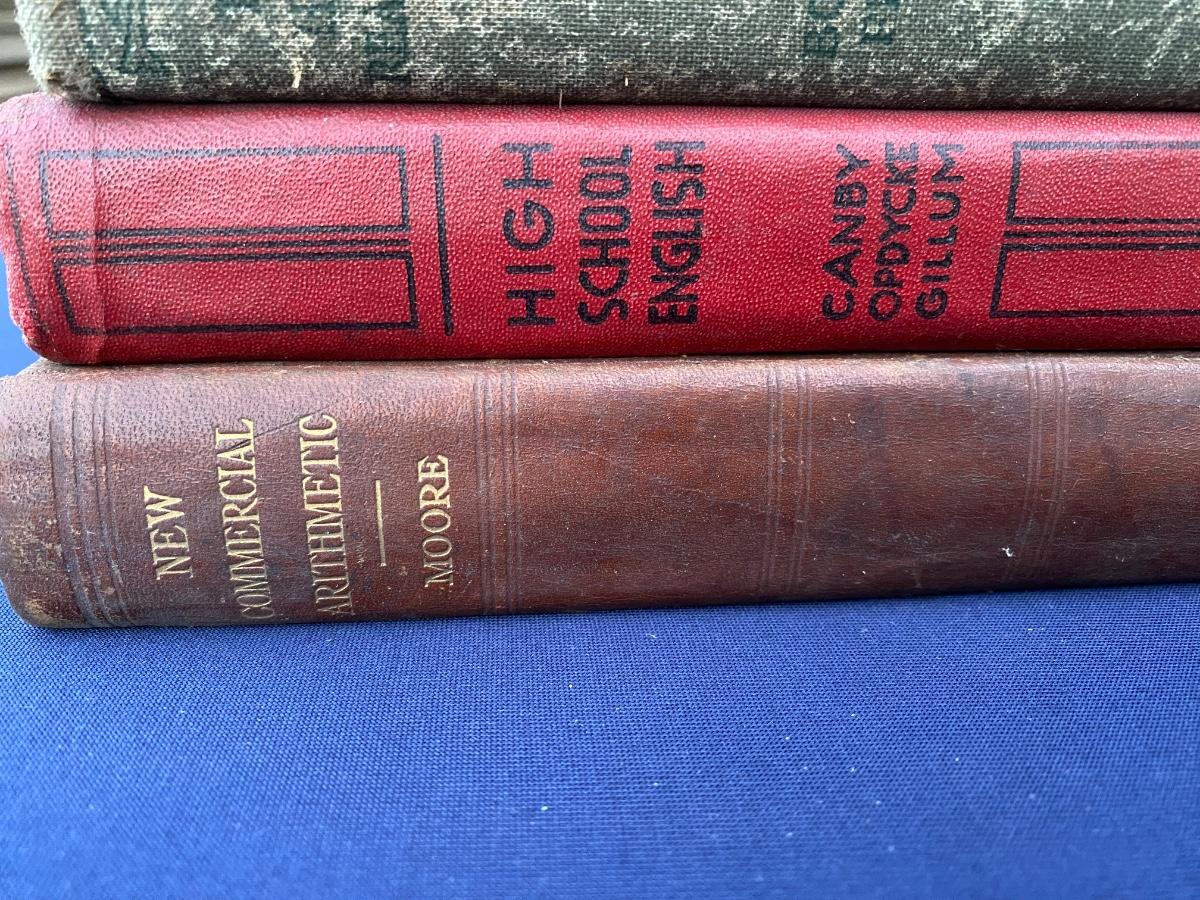 HIGH
SCHOOL
ENGLISH
CANBY
OPDYCKE
GILLUM
NEW
COMMERCIAL
ARITHMETIC
MOORE